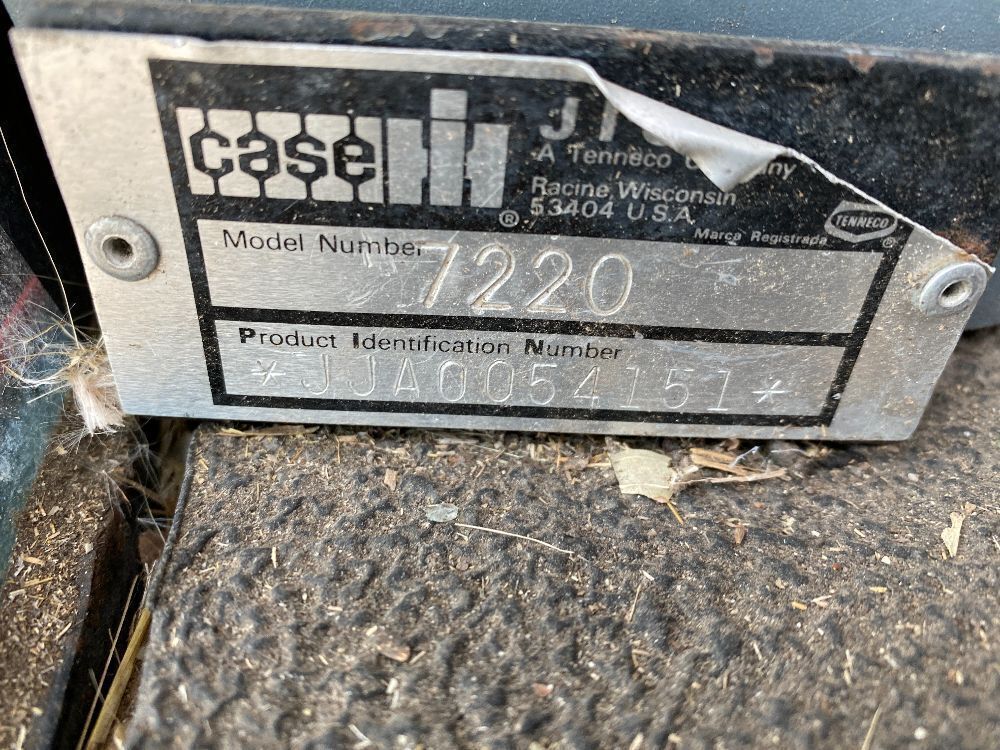 case IH ®
A Tenneco
Racine Wisconsin
53404 U.S.A.
Marca Registrada
TENNECO ®
Model Number 7220
Product Identification Number
*JJA0054151*